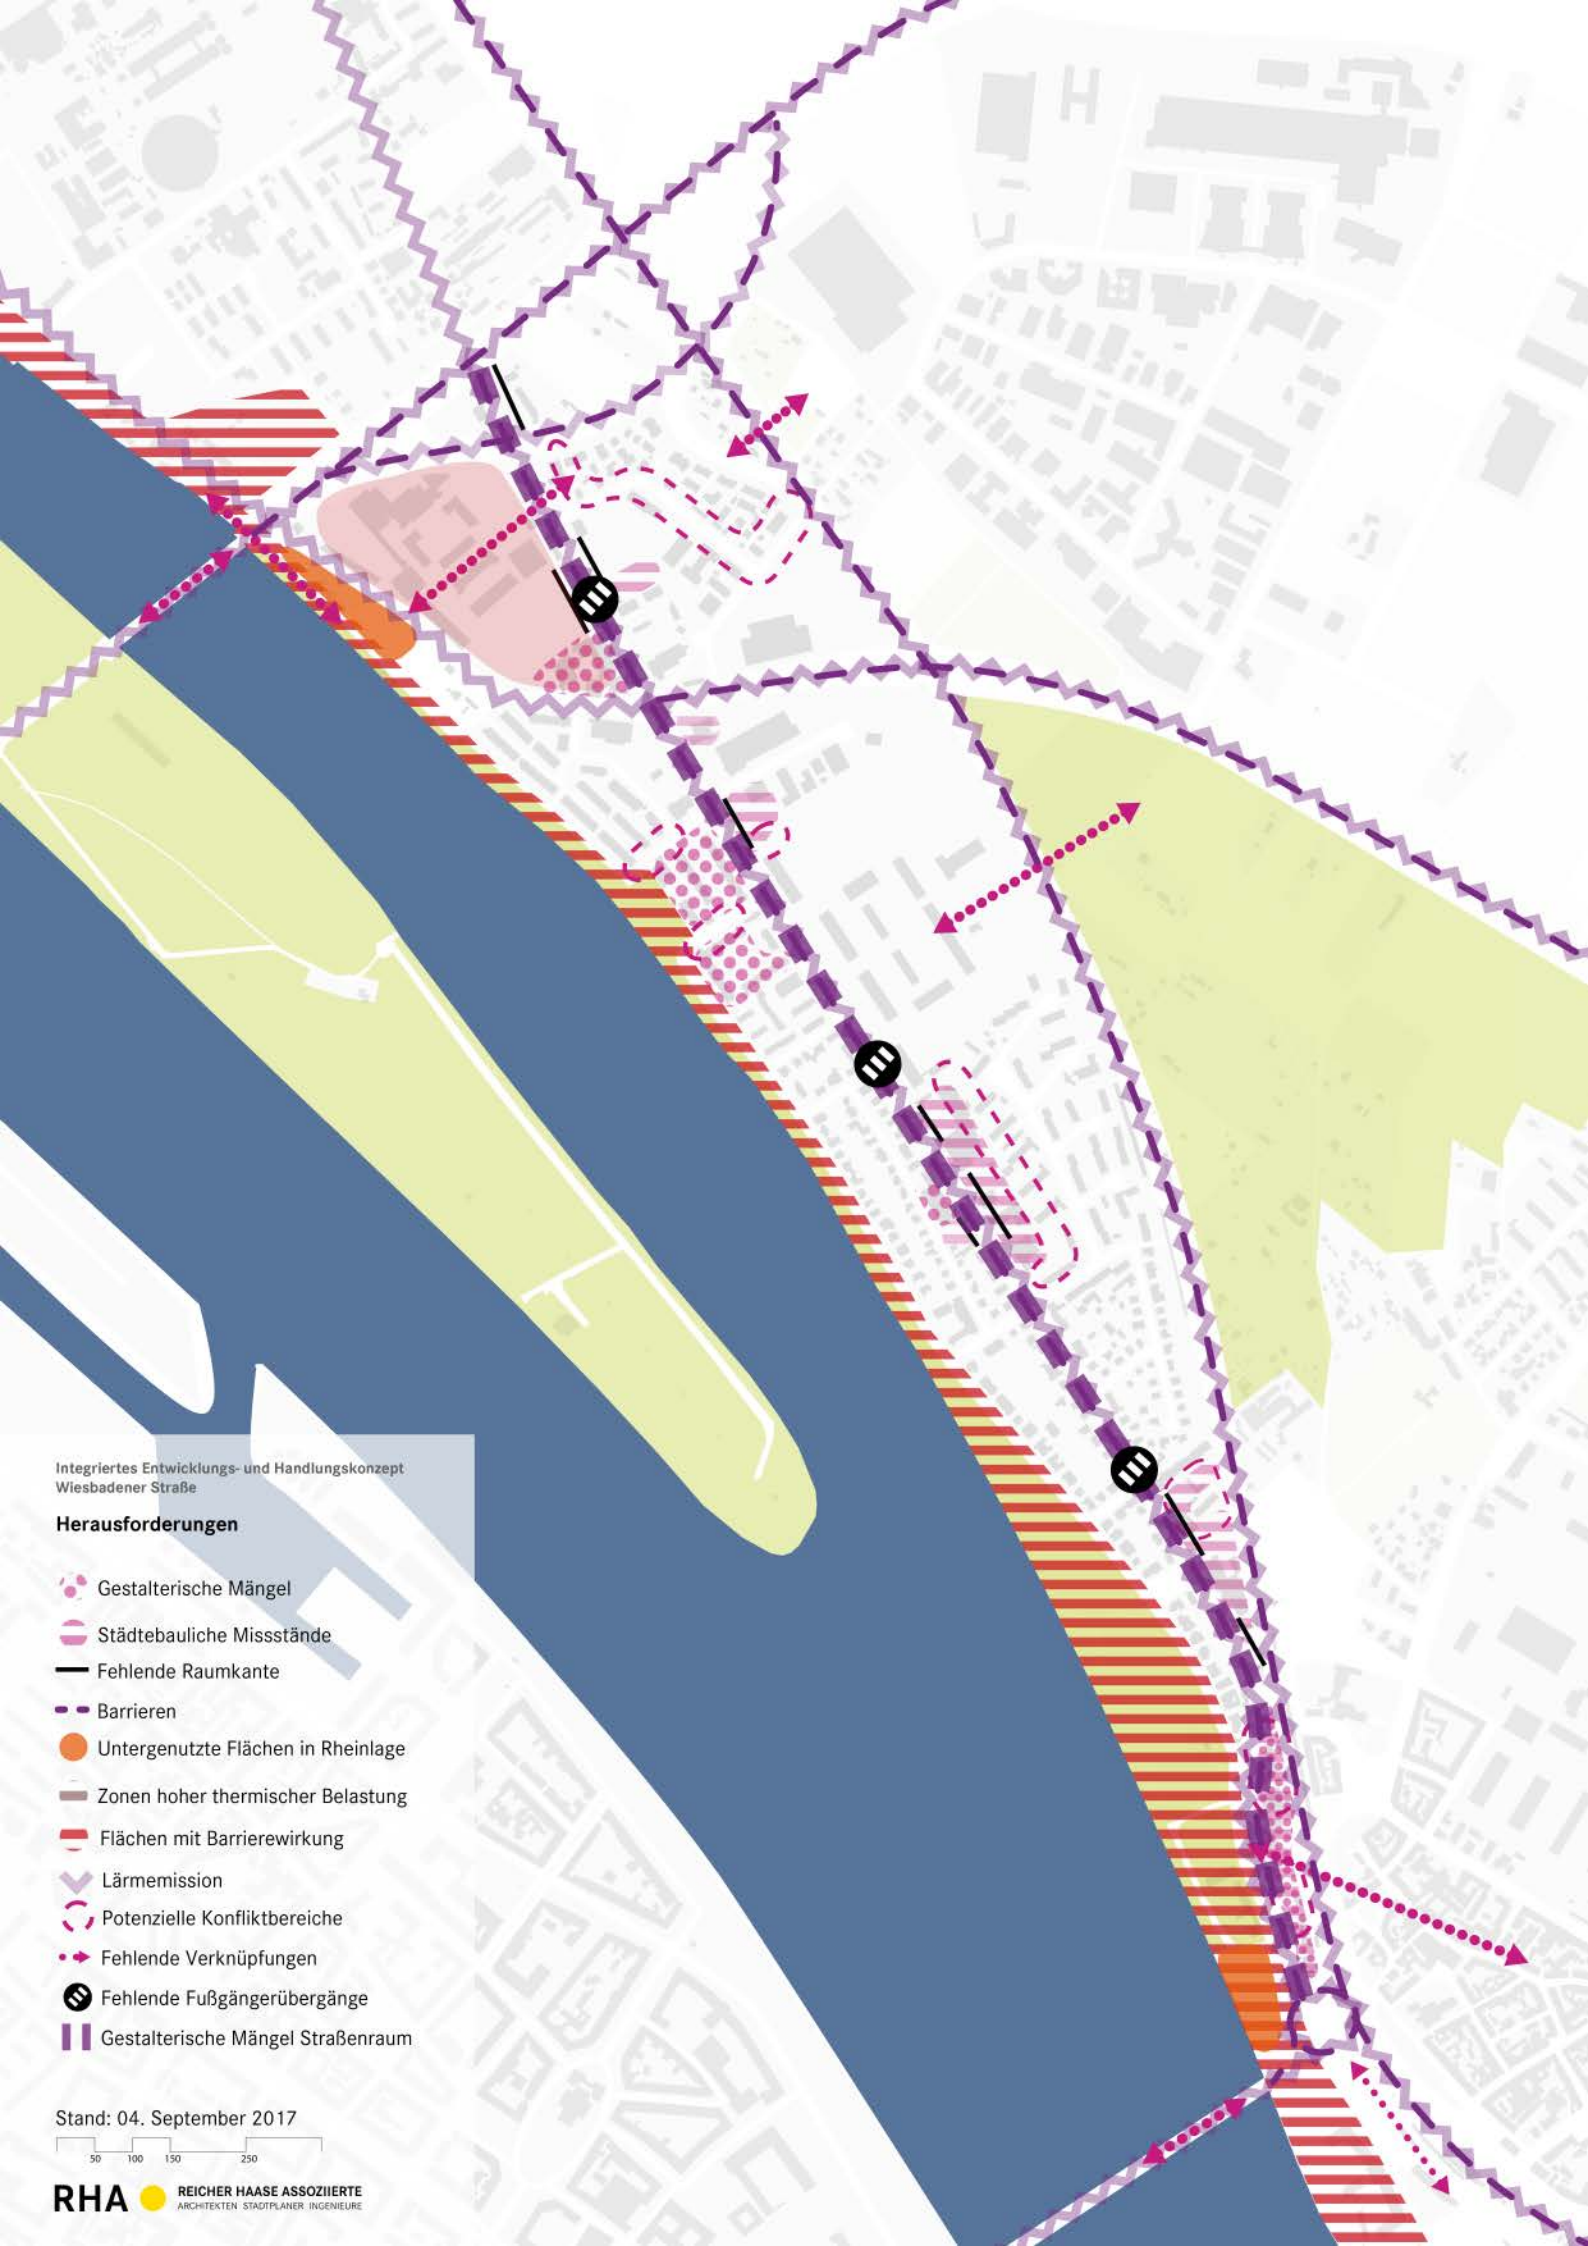 Integriertes Entwicklungs- und Handlungskonzept
Wiesbadener Straße
Herausforderungen
Gestalterische Mängel
Städtebauliche Missstände
Fehlende Raumkante
Barrieren
Untergenutzte Flächen in Rheinlage
Zonen hoher thermischer Belastung
Flächen mit Barrierewirkung
Lärmemission
Potenzielle Konfliktbereiche
Fehlende Verknüpfungen
Fehlende Fußgängerübergänge
Gestalterische Mängel Straßenraum
Stand: 04. September 2017
50 100 150 250
RHA REICHER HAASE ASSOZIIERTE
ARCHITEKTEN STADTPLANER INGENIEURE